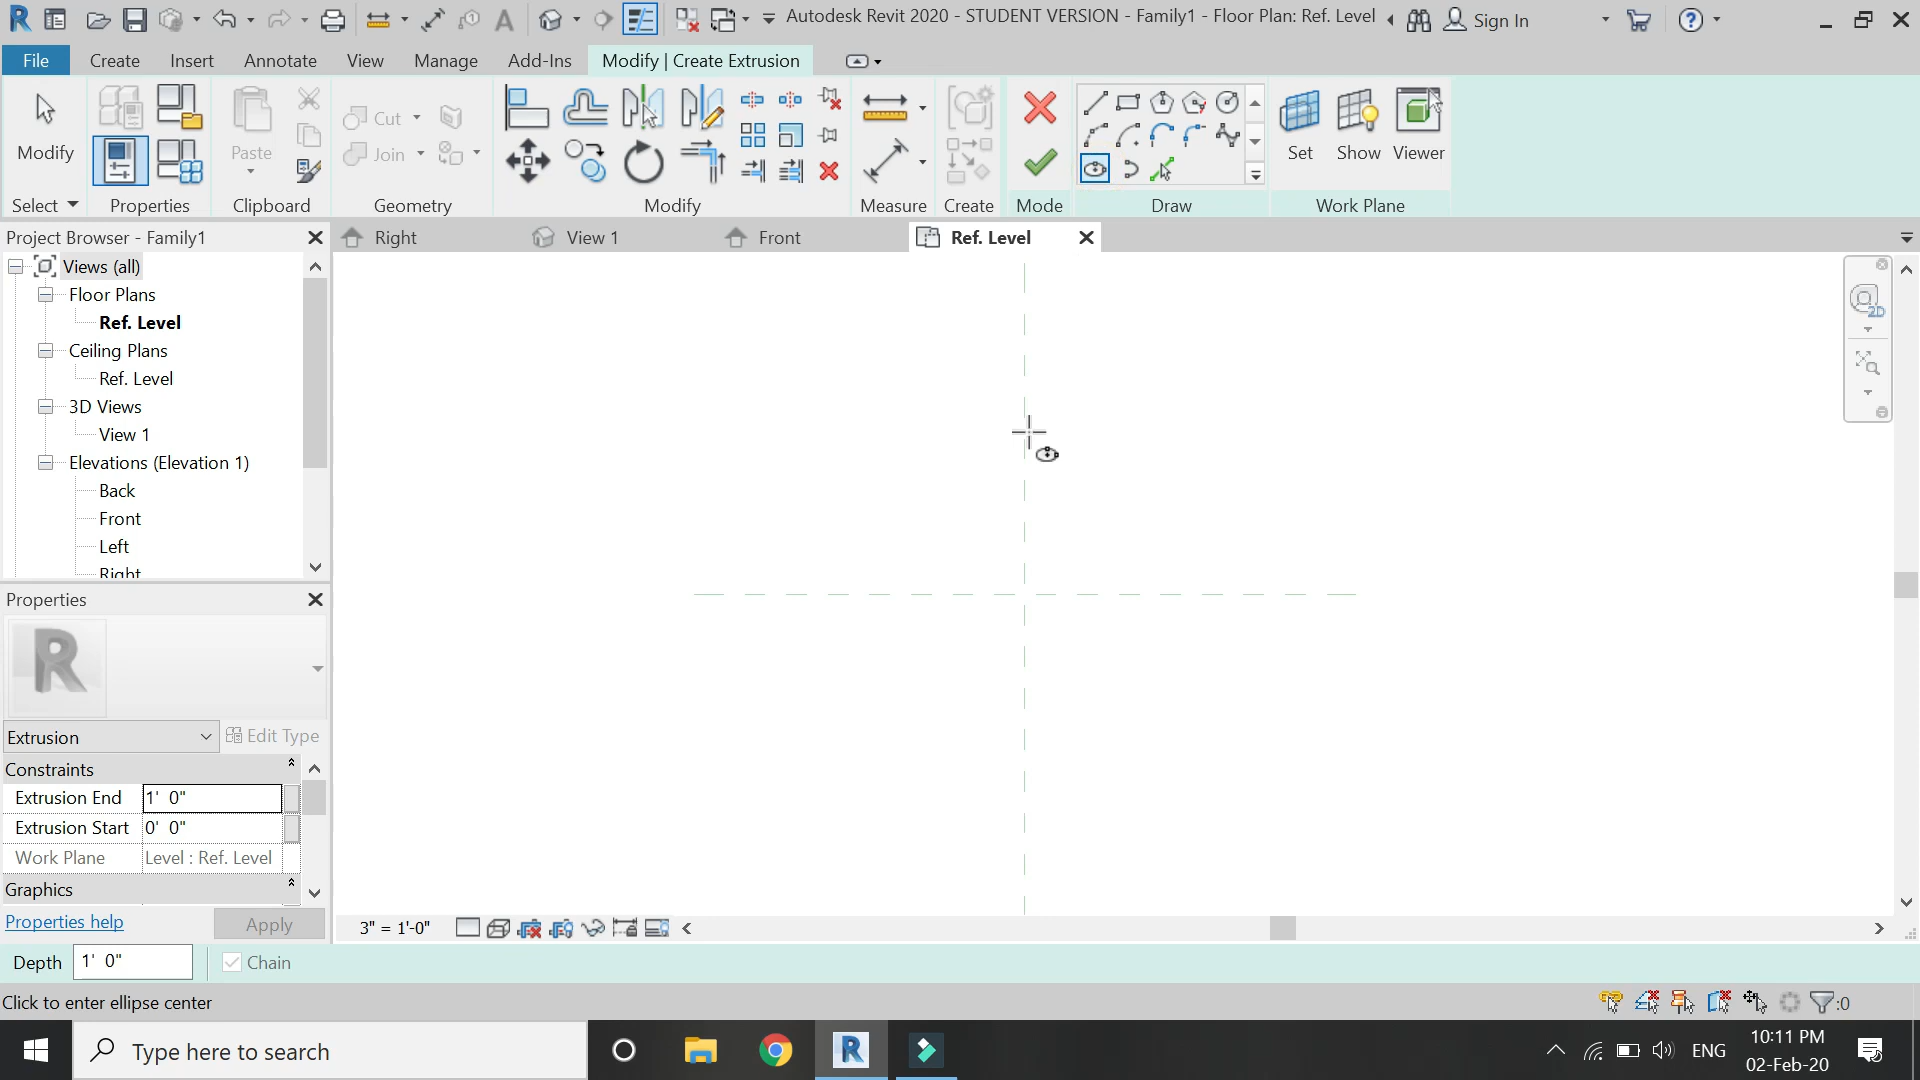 Autodesk Revit 2020 - STUDENT VERSION - Family1 - Floor Plan: Ref. Level
Sign In
File
Create
Insert
Annotate
View
Manage
Add-Ins
Modify | Create Extrusion
Modify
Paste
Cut
Join
Set
Show
Viewer
Select
Properties
Clipboard
Geometry
Modify
Measure
Create
Mode
Draw
Work Plane
Project Browser - Family1
Right
View 1
Front
Ref. Level
Views (all)
Floor Plans
Ref. Level
Ceiling Plans
Ref. Level
3D Views
View 1
Elevations (Elevation 1)
Back
Front
Left
Right
2D
Properties
Extrusion
Edit Type
Constraints
Extrusion End 1' 0"
Extrusion Start 0' 0"
Work Plane Level : Ref. Level
Graphics
Properties help
Apply
3" = 1'-0"
Depth 1' 0"
Chain
Click to enter ellipse center
:0
Type here to search
ENG
10:11 PM
02-Feb-20